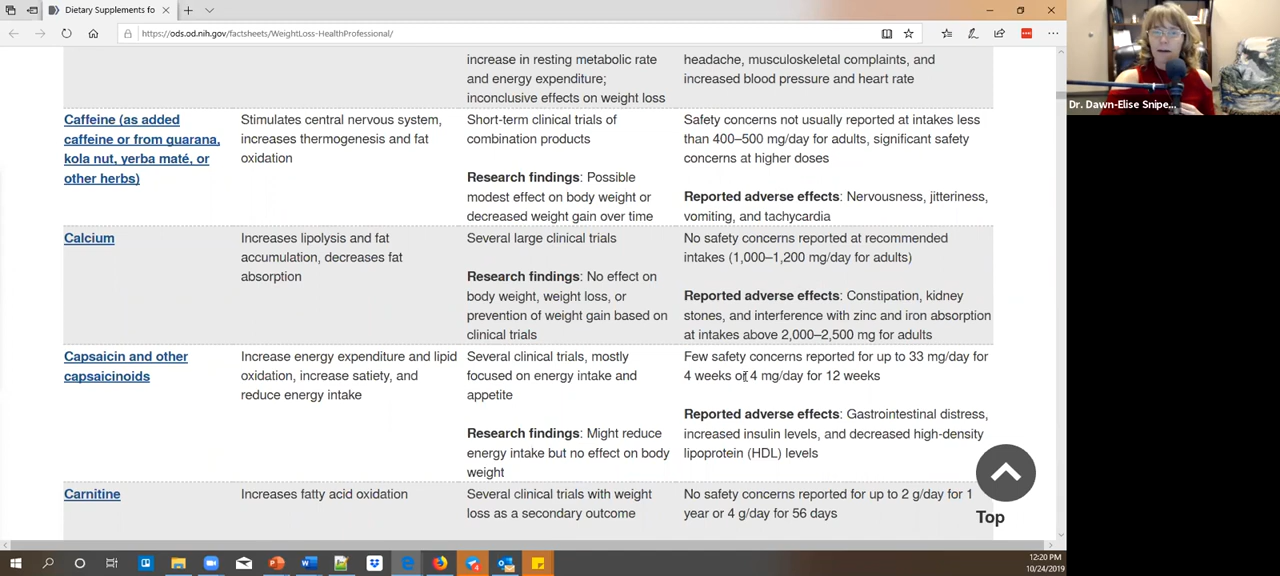 Dietary Supplements fo
https://ods.od.nih.gov/factsheets/WeightLoss-HealthProfessional/
Dr. Dawn-Elise Snipe...
increase in resting metabolic rate
and energy expenditure;
inconclusive effects on weight loss
headache, musculoskeletal complaints, and
increased blood pressure and heart rate
Caffeine (as added
caffeine or from guarana,
kola nut, yerba maté, or
other herbs)
Stimulates central nervous system,
increases thermogenesis and fat
oxidation
Short-term clinical trials of
combination products
Research findings: Possible
modest effect on body weight or
decreased weight gain over time
Safety concerns not usually reported at intakes less
than 400–500 mg/day for adults, significant safety
concerns at higher doses
Reported adverse effects: Nervousness, jitteriness,
vomiting, and tachycardia
Calcium
Increases lipolysis and fat
accumulation, decreases fat
absorption
Several large clinical trials
Research findings: No effect on
body weight, weight loss, or
prevention of weight gain based on
clinical trials
No safety concerns reported at recommended
intakes (1,000–1,200 mg/day for adults)
Reported adverse effects: Constipation, kidney
stones, and interference with zinc and iron absorption
at intakes above 2,000–2,500 mg for adults
Capsaicin and other
capsaicinoids
Increase energy expenditure and lipid
oxidation, increase satiety, and
reduce energy intake
Several clinical trials, mostly
focused on energy intake and
appetite
Research findings: Might reduce
energy intake but no effect on body
weight
Few safety concerns reported for up to 33 mg/day for
4 weeks or 4 mg/day for 12 weeks
Reported adverse effects: Gastrointestinal distress,
increased insulin levels, and decreased high-density
lipoprotein (HDL) levels
Carnitine
Increases fatty acid oxidation
Several clinical trials with weight
loss as a secondary outcome
No safety concerns reported for up to 2 g/day for 1
year or 4 g/day for 56 days
Top
12:20 PM
10/24/2019